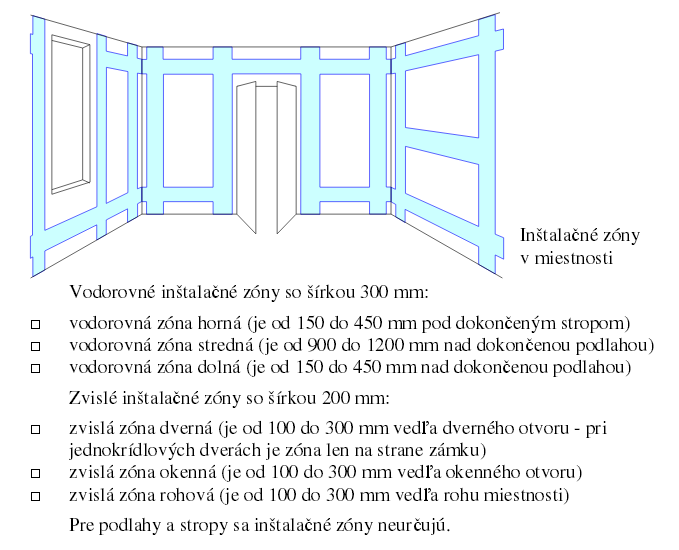 Inštalačné zóny
v miestnosti
Vodorovné inštalačné zóny so šírkou 300 mm:
vodorovná zóna horná (je od 150 do 450 mm pod dokončeným stropom)
vodorovná zóna stredná (je od 900 do 1200 mm nad dokončenou podlahou)
vodorovná zóna dolná (je od 150 do 450 mm nad dokončenou podlahou)
Zvislé inštalačné zóny so šírkou 200 mm:
zvislá zóna dverná (je od 100 do 300 mm vedľa dverného otvoru - pri
jednokrídlových dverách je zóna len na strane zámku)
zvislá zóna okenná (je od 100 do 300 mm vedľa okenného otvoru)
zvislá zóna rohová (je od 100 do 300 mm vedľa rohu miestnosti)
Pre podlahy a stropy sa inštalačné zóny neurčujú.